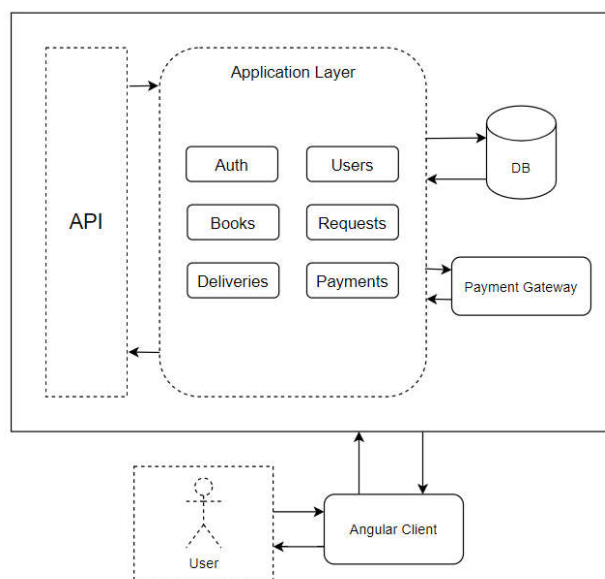 Application Layer
API
Auth
Users
Books
Requests
Deliveries
Payments
DB
Payment Gateway
User
Angular Client